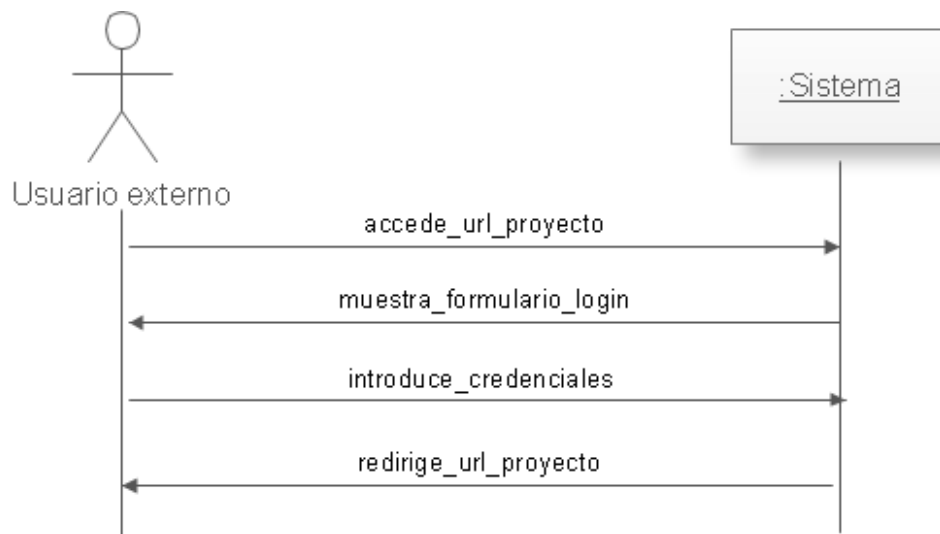 :Sistema
Usuario externo
accede_url_proyecto
muestra_formulario_login
introduce_credenciales
redirige_url_proyecto